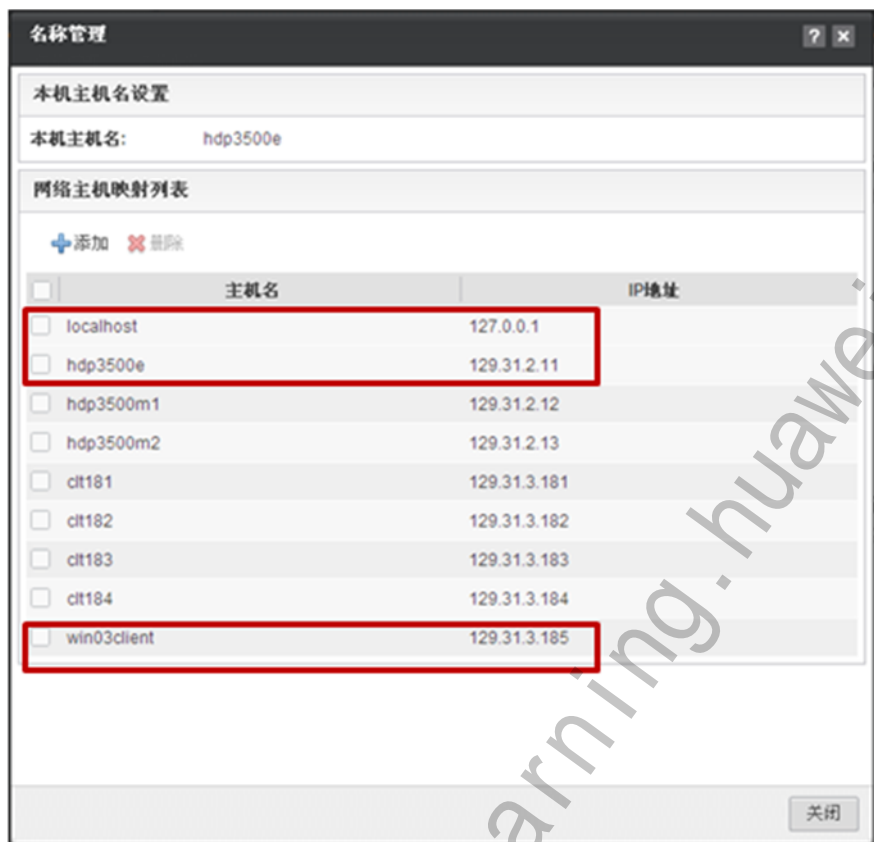 名称管理
? ×
本机主机名设置
本机主机名: hdp3500e
网络主机映射列表
添加 删除
主机名 IP地址
localhost 127.0.0.1
hdp3500e 129.31.2.11
hdp3500m1 129.31.2.12
hdp3500m2 129.31.2.13
clt181 129.31.3.181
clt182 129.31.3.182
clt183 129.31.3.183
clt184 129.31.3.184
win03client 129.31.3.185
关闭
arning.huawei